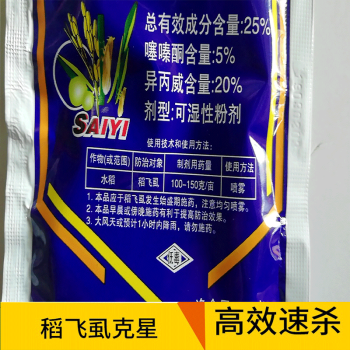 总有效成分含量:25%
噻嗪酮含量:5%
异丙威含量:20%
剂型:可湿性粉剂
SAIYI
使用技术和使用方法:
作物(或范围) 防治对象 制剂用药量 使用方法
水稻 稻飞虱 100-150克/亩 喷雾
1.本品应于稻飞虱发生始盛期施药,注意均匀喷雾。
2.本品早晨或傍晚施药有利于提高防治效果。
3.大风天或预计1小时内降雨,请勿施药。
低毒
稻飞虱克星
高效速杀